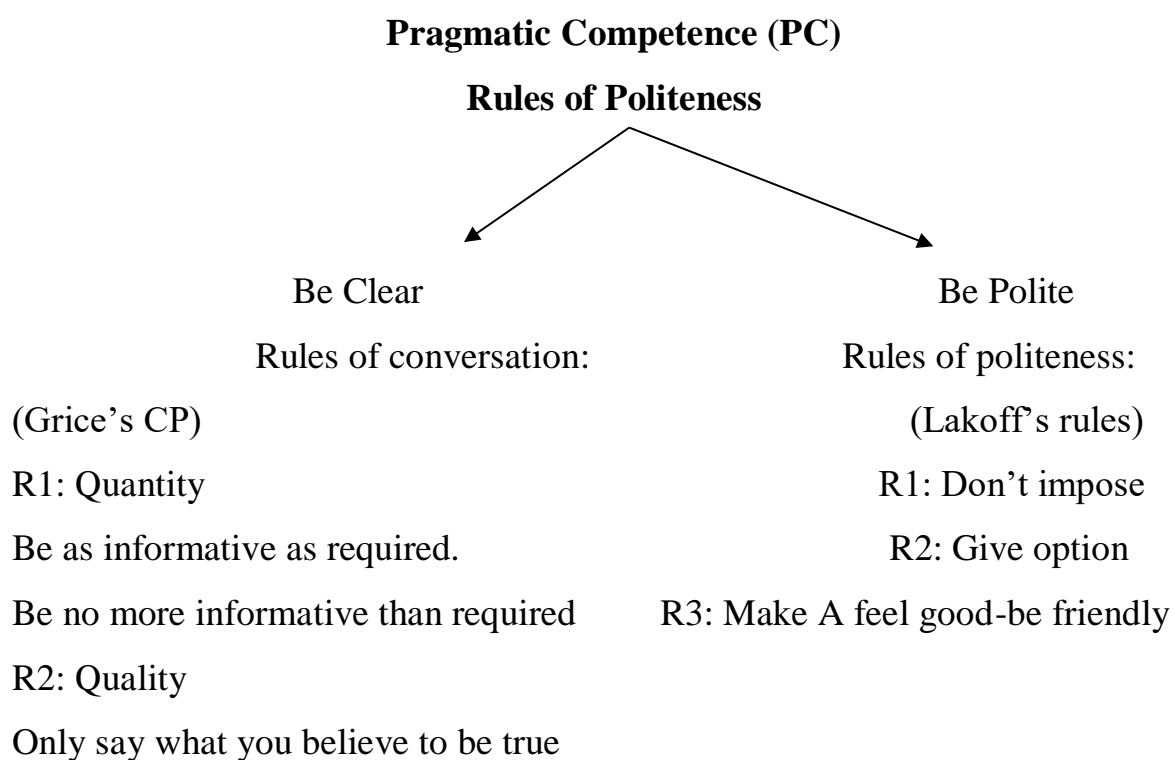 Pragmatic Competence (PC)
Rules of Politeness
Be Clear Be Polite
Rules of conversation: Rules of politeness:
(Grice’s CP) (Lakoff’s rules)
R1: Quantity R1: Don’t impose
Be as informative as required. R2: Give option
Be no more informative than required R3: Make A feel good-be friendly
R2: Quality
Only say what you believe to be true